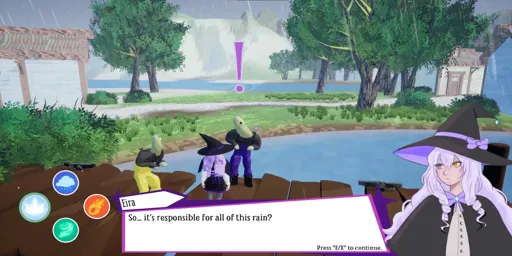 Eira
So... it's responsible for all of this rain?
Press "E/X" to continue.